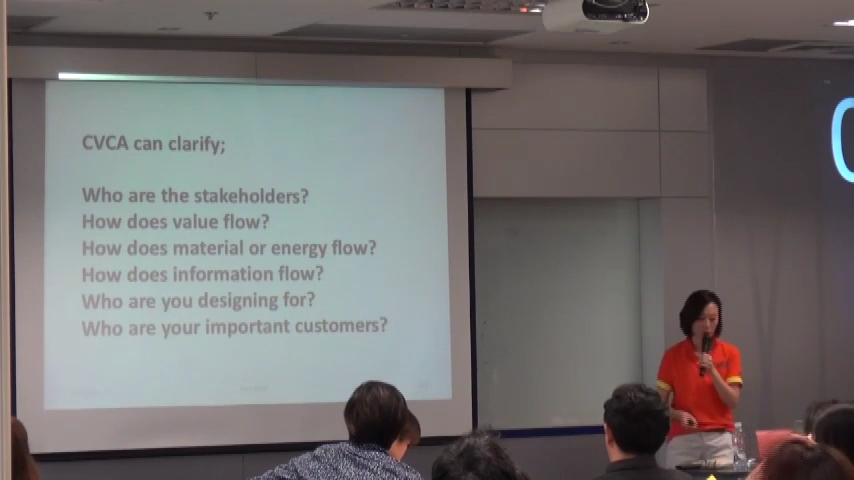 CVCA can clarify;
Who are the stakeholders?
How does value flow?
How does material or energy flow?
How does information flow?
Who are you designing for?
Who are your important customers?